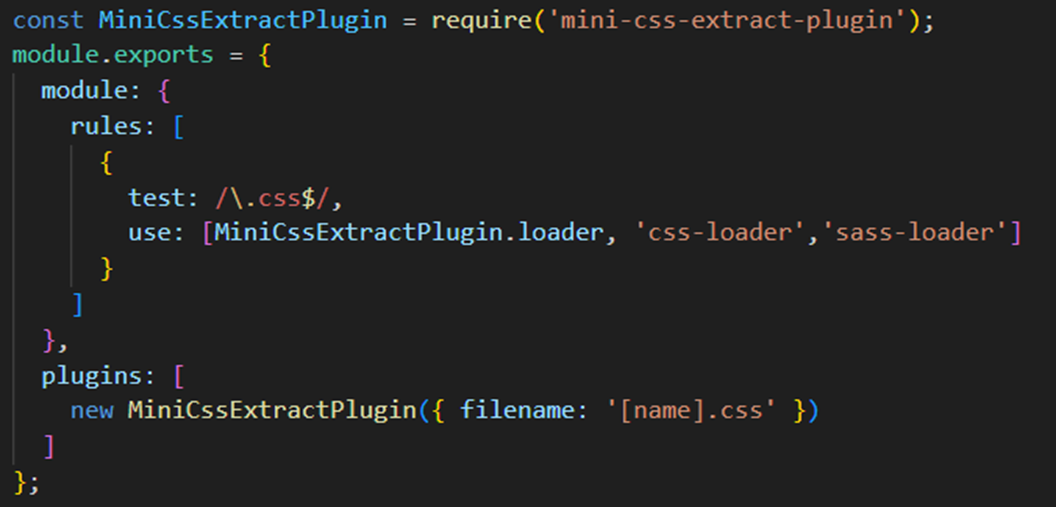 const MiniCssExtractPlugin = require('mini-css-extract-plugin');
module.exports = {
  module: {
    rules: [
      {
        test: /\.css$/,
        use: [MiniCssExtractPlugin.loader, 'css-loader','sass-loader']
      }
    ]
  },
  plugins: [
    new MiniCssExtractPlugin({ filename: '[name].css' })
  ]
};